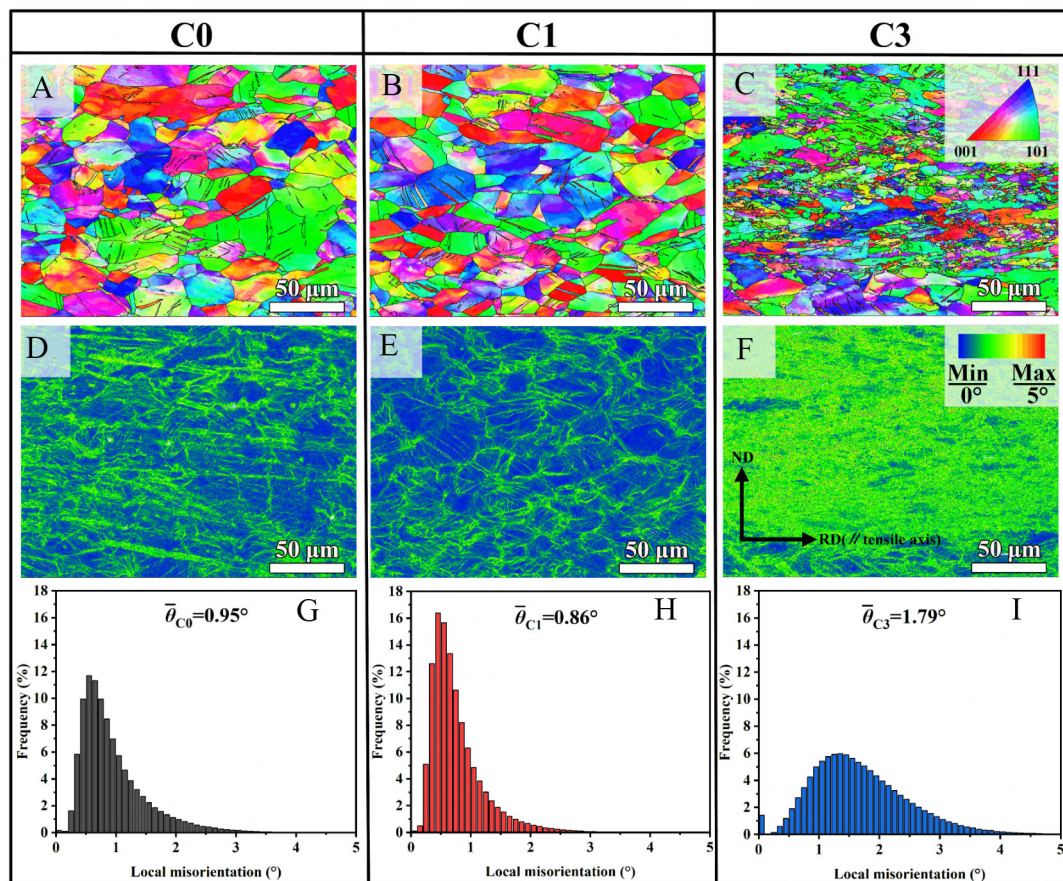 C0
C1
C3
A
B
C
111
001
101
50 μm
50 μm
50 μm
D
E
F
Min
0°
Max
5°
ND
RD(∥ tensile axis)
50 μm
50 μm
50 μm
G
θ̅C0=0.95°
18
16
14
12
10
8
6
4
2
0
Frequency (%)
0 1 2 3 4 5
Local misorientation (°)
H
θ̅C1=0.86°
18
16
14
12
10
8
6
4
2
0
Frequency (%)
0 1 2 3 4 5
Local misorientation (°)
I
θ̅C3=1.79°
18
16
14
12
10
8
6
4
2
0
Frequency (%)
0 1 2 3 4 5
Local misorientation (°)